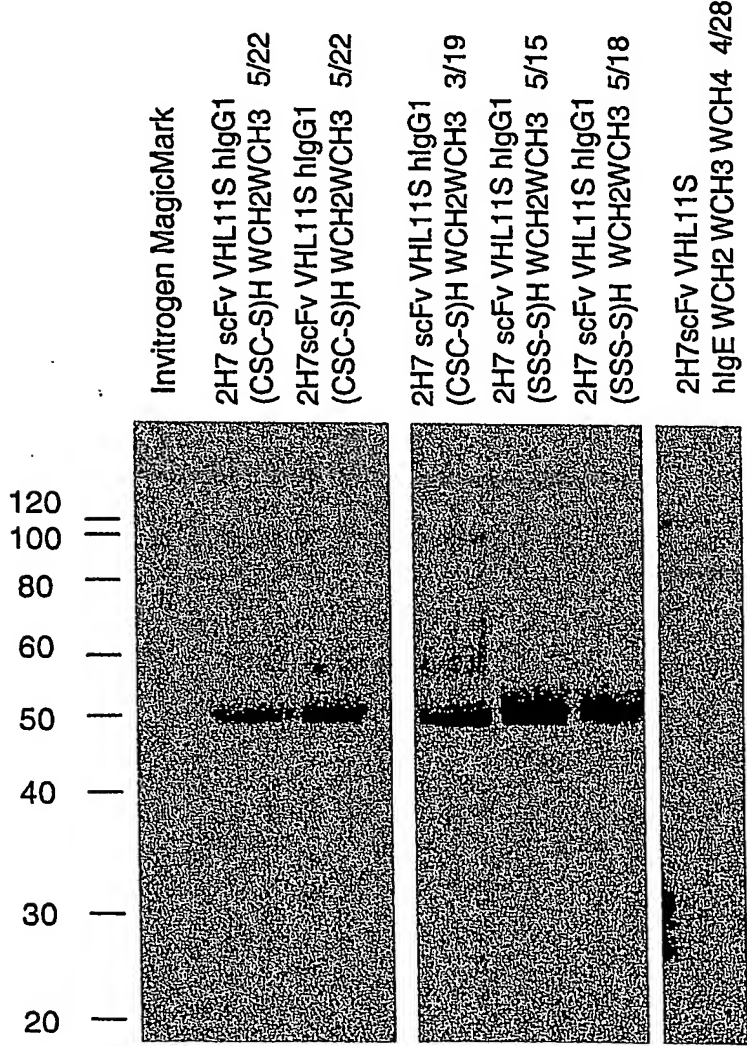 Invitrogen MagicMark
2H7 scFv VHL11S hIgG1
(CSC-S)H WCH2WCH3 5/22
2H7scFv VHL11S hIgG1
(CSC-S)H WCH2WCH3 5/22
2H7 scFv VHL11S hIgG1
(CSC-S)H WCH2WCH3 3/19
2H7 scFv VHL11S hIgG1
(SSS-S)H WCH2WCH3 5/15
2H7 scFv VHL11S hIgG1
(SSS-S)H WCH2WCH3 5/18
2H7scFv VHL11S
hIgE WCH2 WCH3 WCH4 4/28
120
100
80
60
50
40
30
20